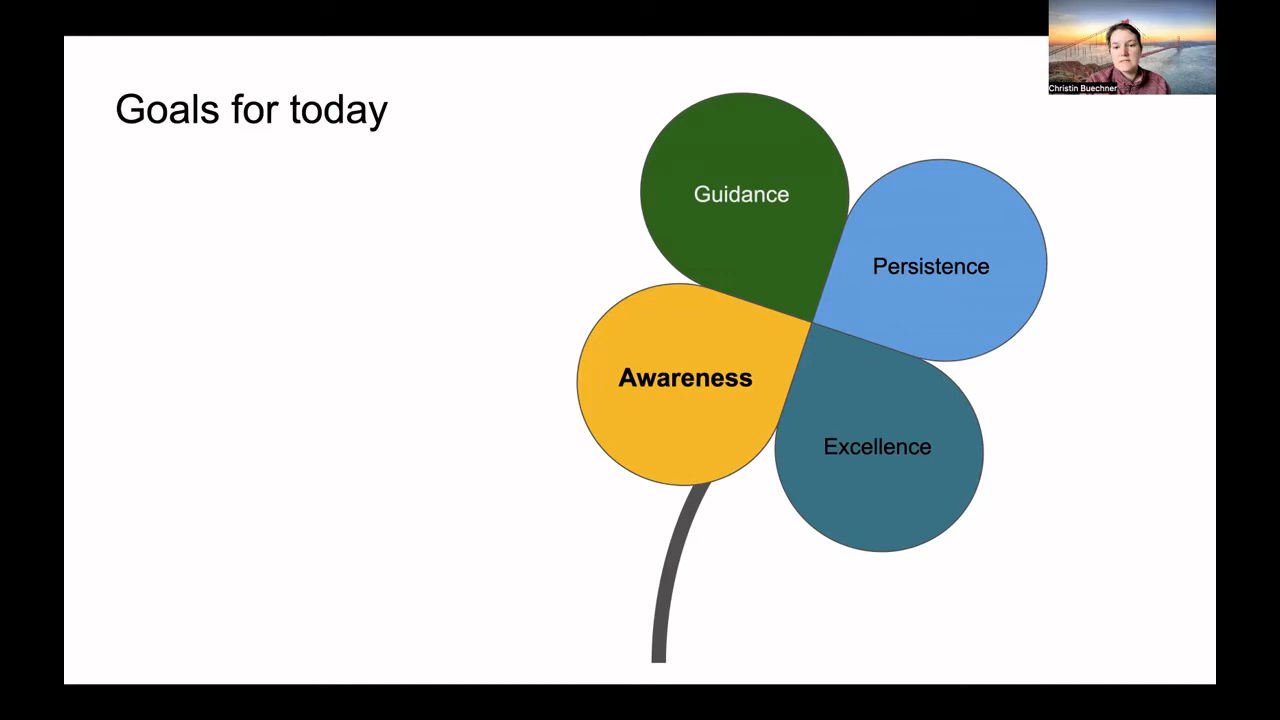 Goals for today
Guidance
Persistence
Awareness
Excellence
Christin Buechner